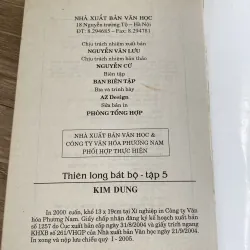 NHÀ XUẤT BẢN VĂN HỌC
18 Nguyễn trường Tộ - Hà Nội
ĐT: 8.294685 - Fax: 8.294781
Chịu trách nhiệm xuất bản
NGUYỄN VĂN LƯU
Chịu trách nhiệm bản thảo
NGUYỄN CỪ
Biên tập
BAN BIÊN TẬP
Bìa và trình bày
AZ Design
Sửa bản in
PHÒNG TỔNG HỢP
NHÀ XUẤT BẢN VĂN HỌC &
CÔNG TY VĂN HÓA PHƯƠNG NAM
PHỐI HỢP THỰC HIỆN
Thiên long bát bộ - tập 5
KIM DUNG
In 2000 cuốn, khổ 13 x 19cm tại Xí nghiệp in Công ty Văn
hóa Phương Nam. Giấy chấp nhận đăng ký kế hoạch xuất bản
số 1257 do Cục xuất bản cấp ngày 31/8/2004 và giấy trích ngang
KHXB số 261/VHGP của Nhà xuất bản Văn học ngày 21/9/2004.
In xong và nộp lưu chiểu quý I - 2005.